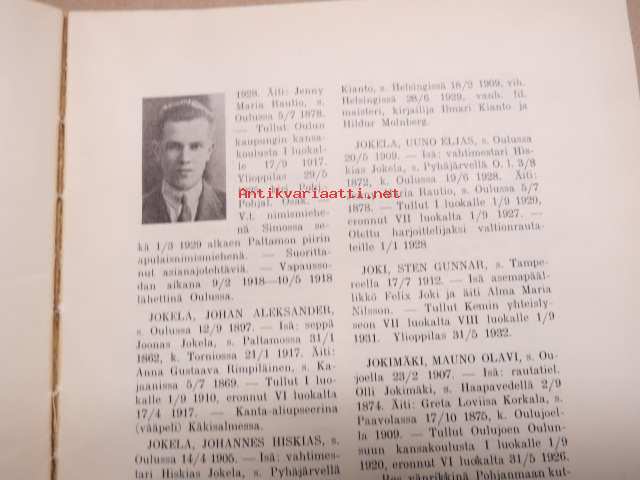 1928. Äiti: Jenny
Maria Rautio, s.
Oulussa 5/7 1878.
— Tullut Oulun
kaupungin kansa-
koulusta I luokal-
le 17/9 1917.
Ylioppilas 29/5
Pohj.
Pohjal. Osak. —
V.t. nimismiehe-
nä Simossa se-
kä 1/3 1929 alkaen Paltamon piirin
apulaisnimismiehenä. — Suoritta-
nut asianajotehtäviä. — Vapausso-
dan aikana 9/2 1918—10/5 1918
lähettinä Oulussa.
JOKELA, JOHAN ALEKSANDER,
s. Oulussa 12/9 1897. — Isä: seppä
Joonas Jokela, s. Paltamossa 31/1
1862, k. Torniossa 21/1 1917. Äiti:
Anna Gustaava Rimpiläinen, s. Ka-
jaanissa 5/7 1869. — Tullut I luo-
kalle 1/9 1910, eronnut VI luokalta
17/4 1917. — Kanta-aliupseerina
(vääpeli) Käkisalmessa.
JOKELA, JOHANNES HISKIAS, s.
Oulussa 14/4 1905. — Isä: vahtimes-
tari Hiskias Jokela, s. Pyhäjärvellä
Kianto, s. Helsingissä 18/2 1909, vih.
Helsingissä 28/6 1929, vanh. fil.
maisteri, kirjailija Ilmari Kianto ja
Hildur Molnberg.
JOKELA, UUNO ELIAS, s. Oulussa
20/5 1909. — Isä: vahtimestari His-
kias Jokela, s. Pyhäjärvellä O. l. 3/8
1872, k. Oulussa 19/6 1928. Äiti:
Maria Rautio, s. Oulussa 5/7
1878. — Tullut I luokalle 1/9 1920,
eronnut VII luokalta 1/9 1927. —
Otettu harjoittelijaksi valtionrauta-
teille 1/1 1928
JOKI, STEN GUNNAR, s. Tampe-
reella 17/7 1912. — Isä asemapääl-
likkö Felix Joki ja äiti Alma Maria
Nilsson. — Tullut Kemin yhteisly-
seon VII luokalta VIII luokalle 1/9
1931. Ylioppilas 31/5 1932.
JOKIMÄKI, MAUNO OLAVI, s. Ou-
lujoella 23/2 1907. — Isä: rautatiel.
Olli Jokimäki, s. Haapavedellä 2/9
1874. Äiti: Greta Loviisa Korkala, s.
Paavolassa 17/10 1875, k. Oulujoel-
la 1909. — Tullut Oulujoen Oulun-
suun kansakoulusta I luokalle 1/9
1920, eronnut VI luokalta 31/5 1926.
— Res. vänrikkinä Pohjanmaan kut-
Antikvariaatti.net